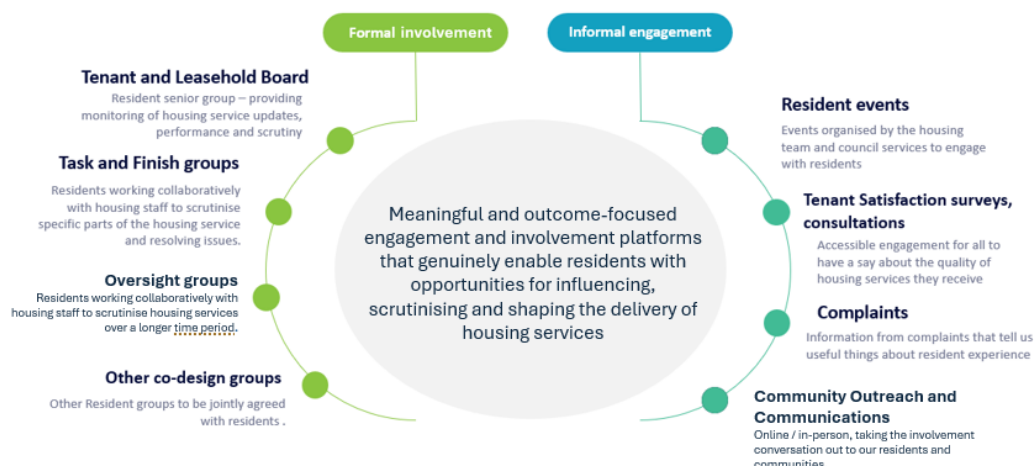 Formal involvement
Informal engagement
Tenant and Leasehold Board
Resident senior group – providing
monitoring of housing service updates,
performance and scrutiny
Task and Finish groups
Residents working collaboratively
with housing staff to scrutinise
specific parts of the housing service
and resolving issues.
Oversight groups
Residents working collaboratively with
housing staff to scrutinise housing services
over a longer time period.
Other co-design groups
Other Resident groups to be jointly agreed
with residents .
Meaningful and outcome-focused
engagement and involvement platforms
that genuinely enable residents with
opportunities for influencing,
scrutinising and shaping the delivery of
housing services
Resident events
Events organised by the housing
team and council services to engage
with residents
Tenant Satisfaction surveys,
consultations
Accessible engagement for all to
have a say about the quality of
housing services they receive
Complaints
Information from complaints that tell us
useful things about resident experience
Community Outreach and
Communications
Online / in-person, taking the involvement
conversation out to our residents and
communities